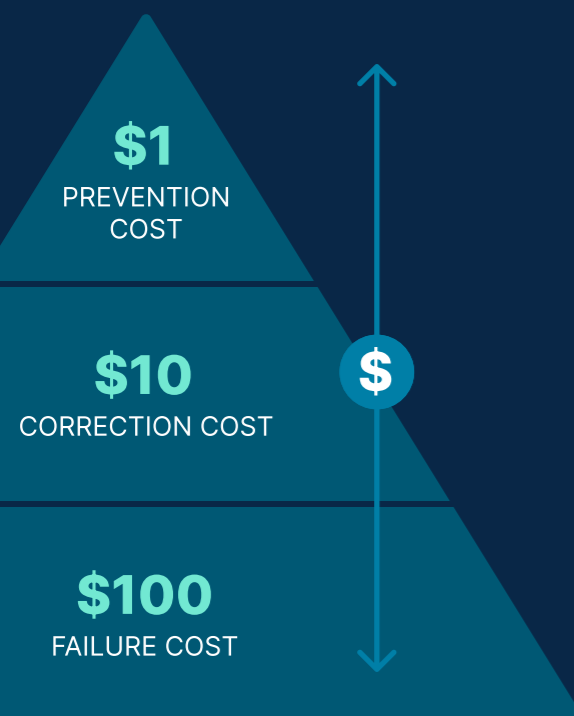 $1
PREVENTION
COST
$10
CORRECTION COST
$
$100
FAILURE COST